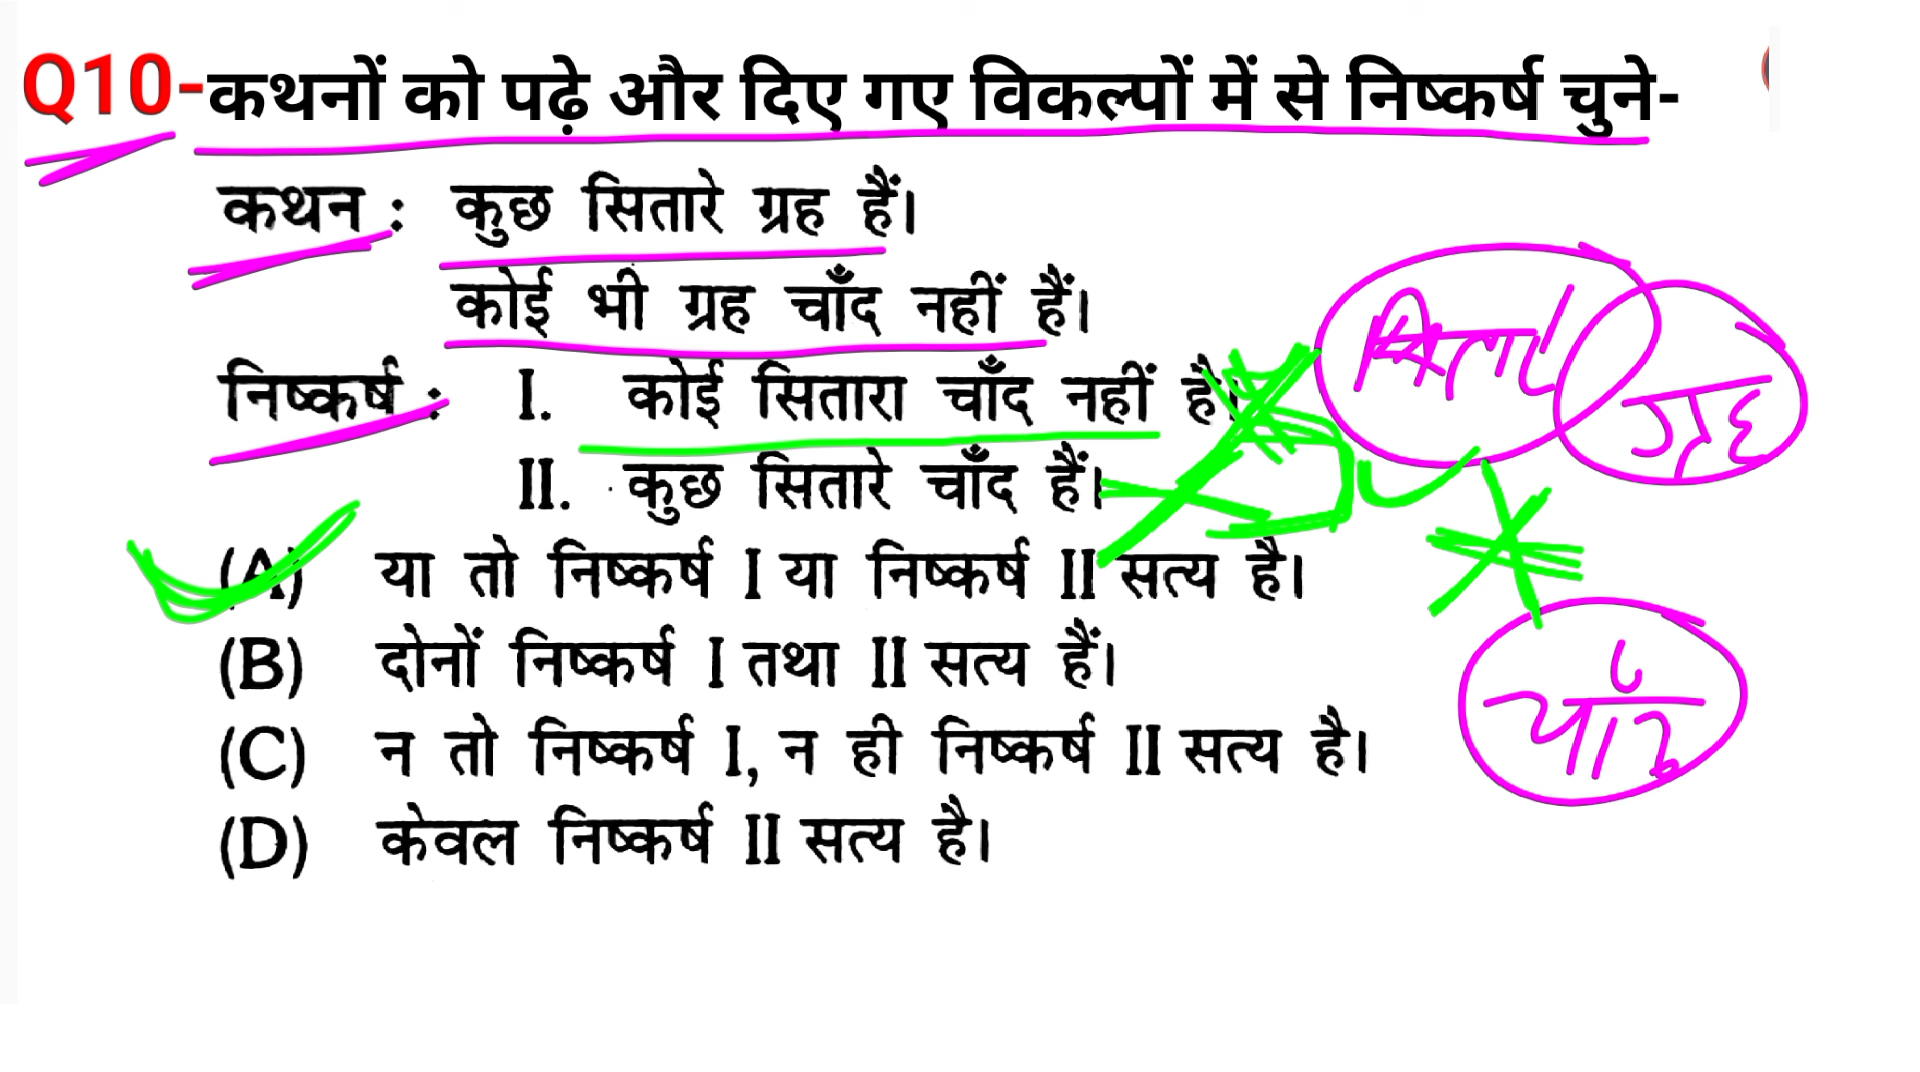 Q10-कथनों को पढ़े और दिए गए विकल्पों में से निष्कर्ष चुने-
कथन : कुछ सितारे ग्रह हैं।
कोई भी ग्रह चाँद नहीं हैं।
निष्कर्ष : I. कोई सितारा चाँद नहीं है।
II. कुछ सितारे चाँद हैं।
(A) या तो निष्कर्ष I या निष्कर्ष II सत्य है।
(B) दोनों निष्कर्ष I तथा II सत्य हैं।
(C) न तो निष्कर्ष I, न ही निष्कर्ष II सत्य है।
(D) केवल निष्कर्ष II सत्य है।
सितारे
ग्रह
चाँद